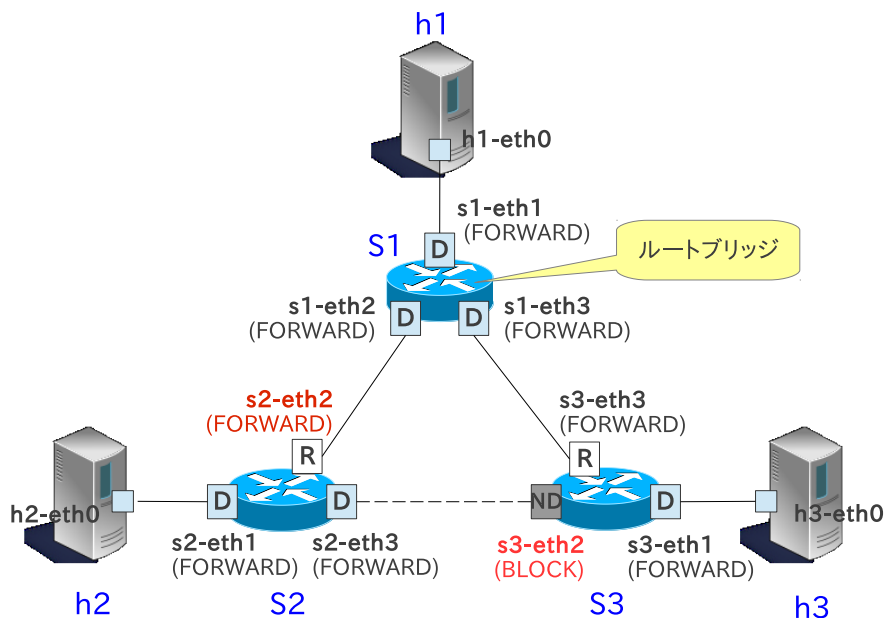 h1
h1-eth0
s1-eth1
(FORWARD)
S1
D
ルートブリッジ
s1-eth2
(FORWARD)
D
D
s1-eth3
(FORWARD)
s2-eth2
(FORWARD)
R
s3-eth3
(FORWARD)
R
h2-eth0
D
D
ND
D
h3-eth0
s2-eth1
(FORWARD)
s2-eth3
(FORWARD)
s3-eth2
(BLOCK)
s3-eth1
(FORWARD)
h2
S2
S3
h3